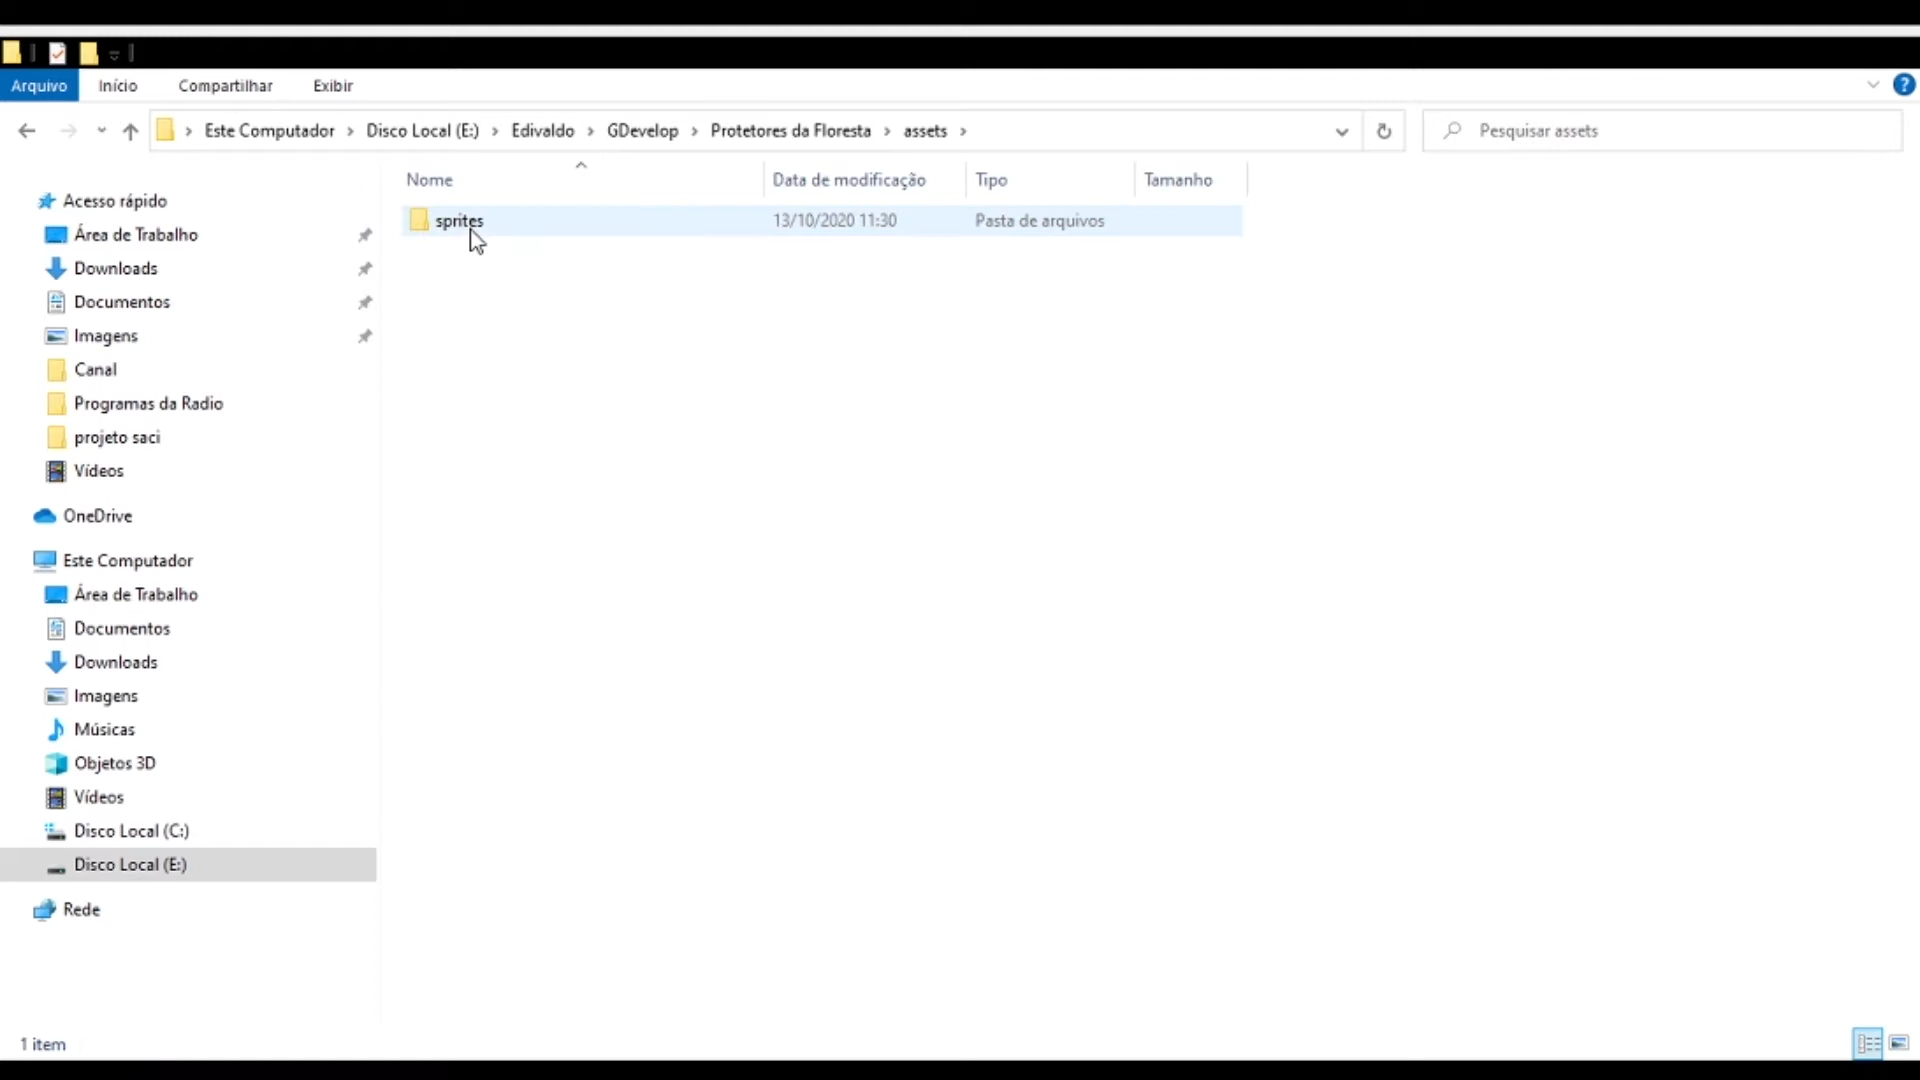 Arquivo Início Compartilhar Exibir ?
Este Computador > Disco Local (E:) > Edivaldo > GDevelop > Protetores da Floresta > assets >
Pesquisar assets
Nome Data de modificação Tipo Tamanho
sprites 13/10/2020 11:30 Pasta de arquivos
Acesso rápido
Área de Trabalho
Downloads
Documentos
Imagens
Canal
Programas da Radio
projeto saci
Vídeos
OneDrive
Este Computador
Área de Trabalho
Documentos
Downloads
Imagens
Músicas
Objetos 3D
Vídeos
Disco Local (C:)
Disco Local (E:)
Rede
1 item